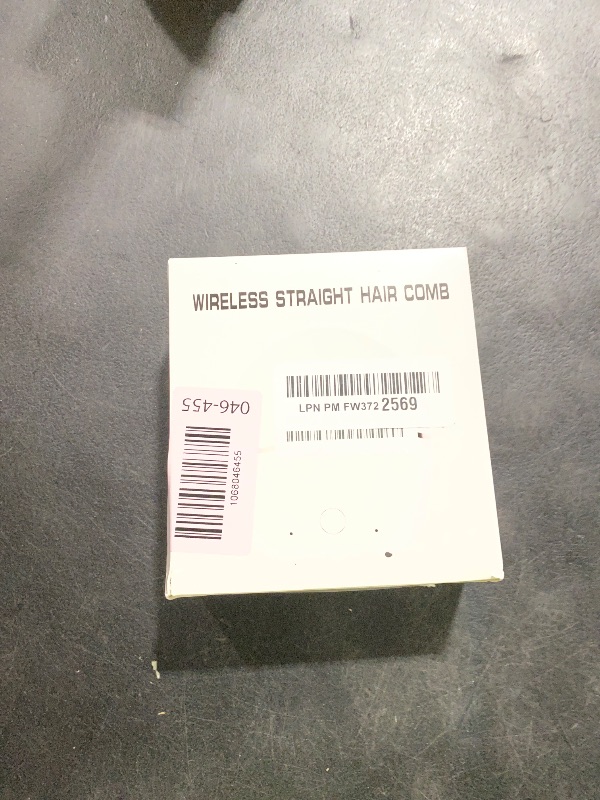 WIRELESS STRAIGHT HAIR COMB
LPN PM FW372 2569
046-455
1068046455